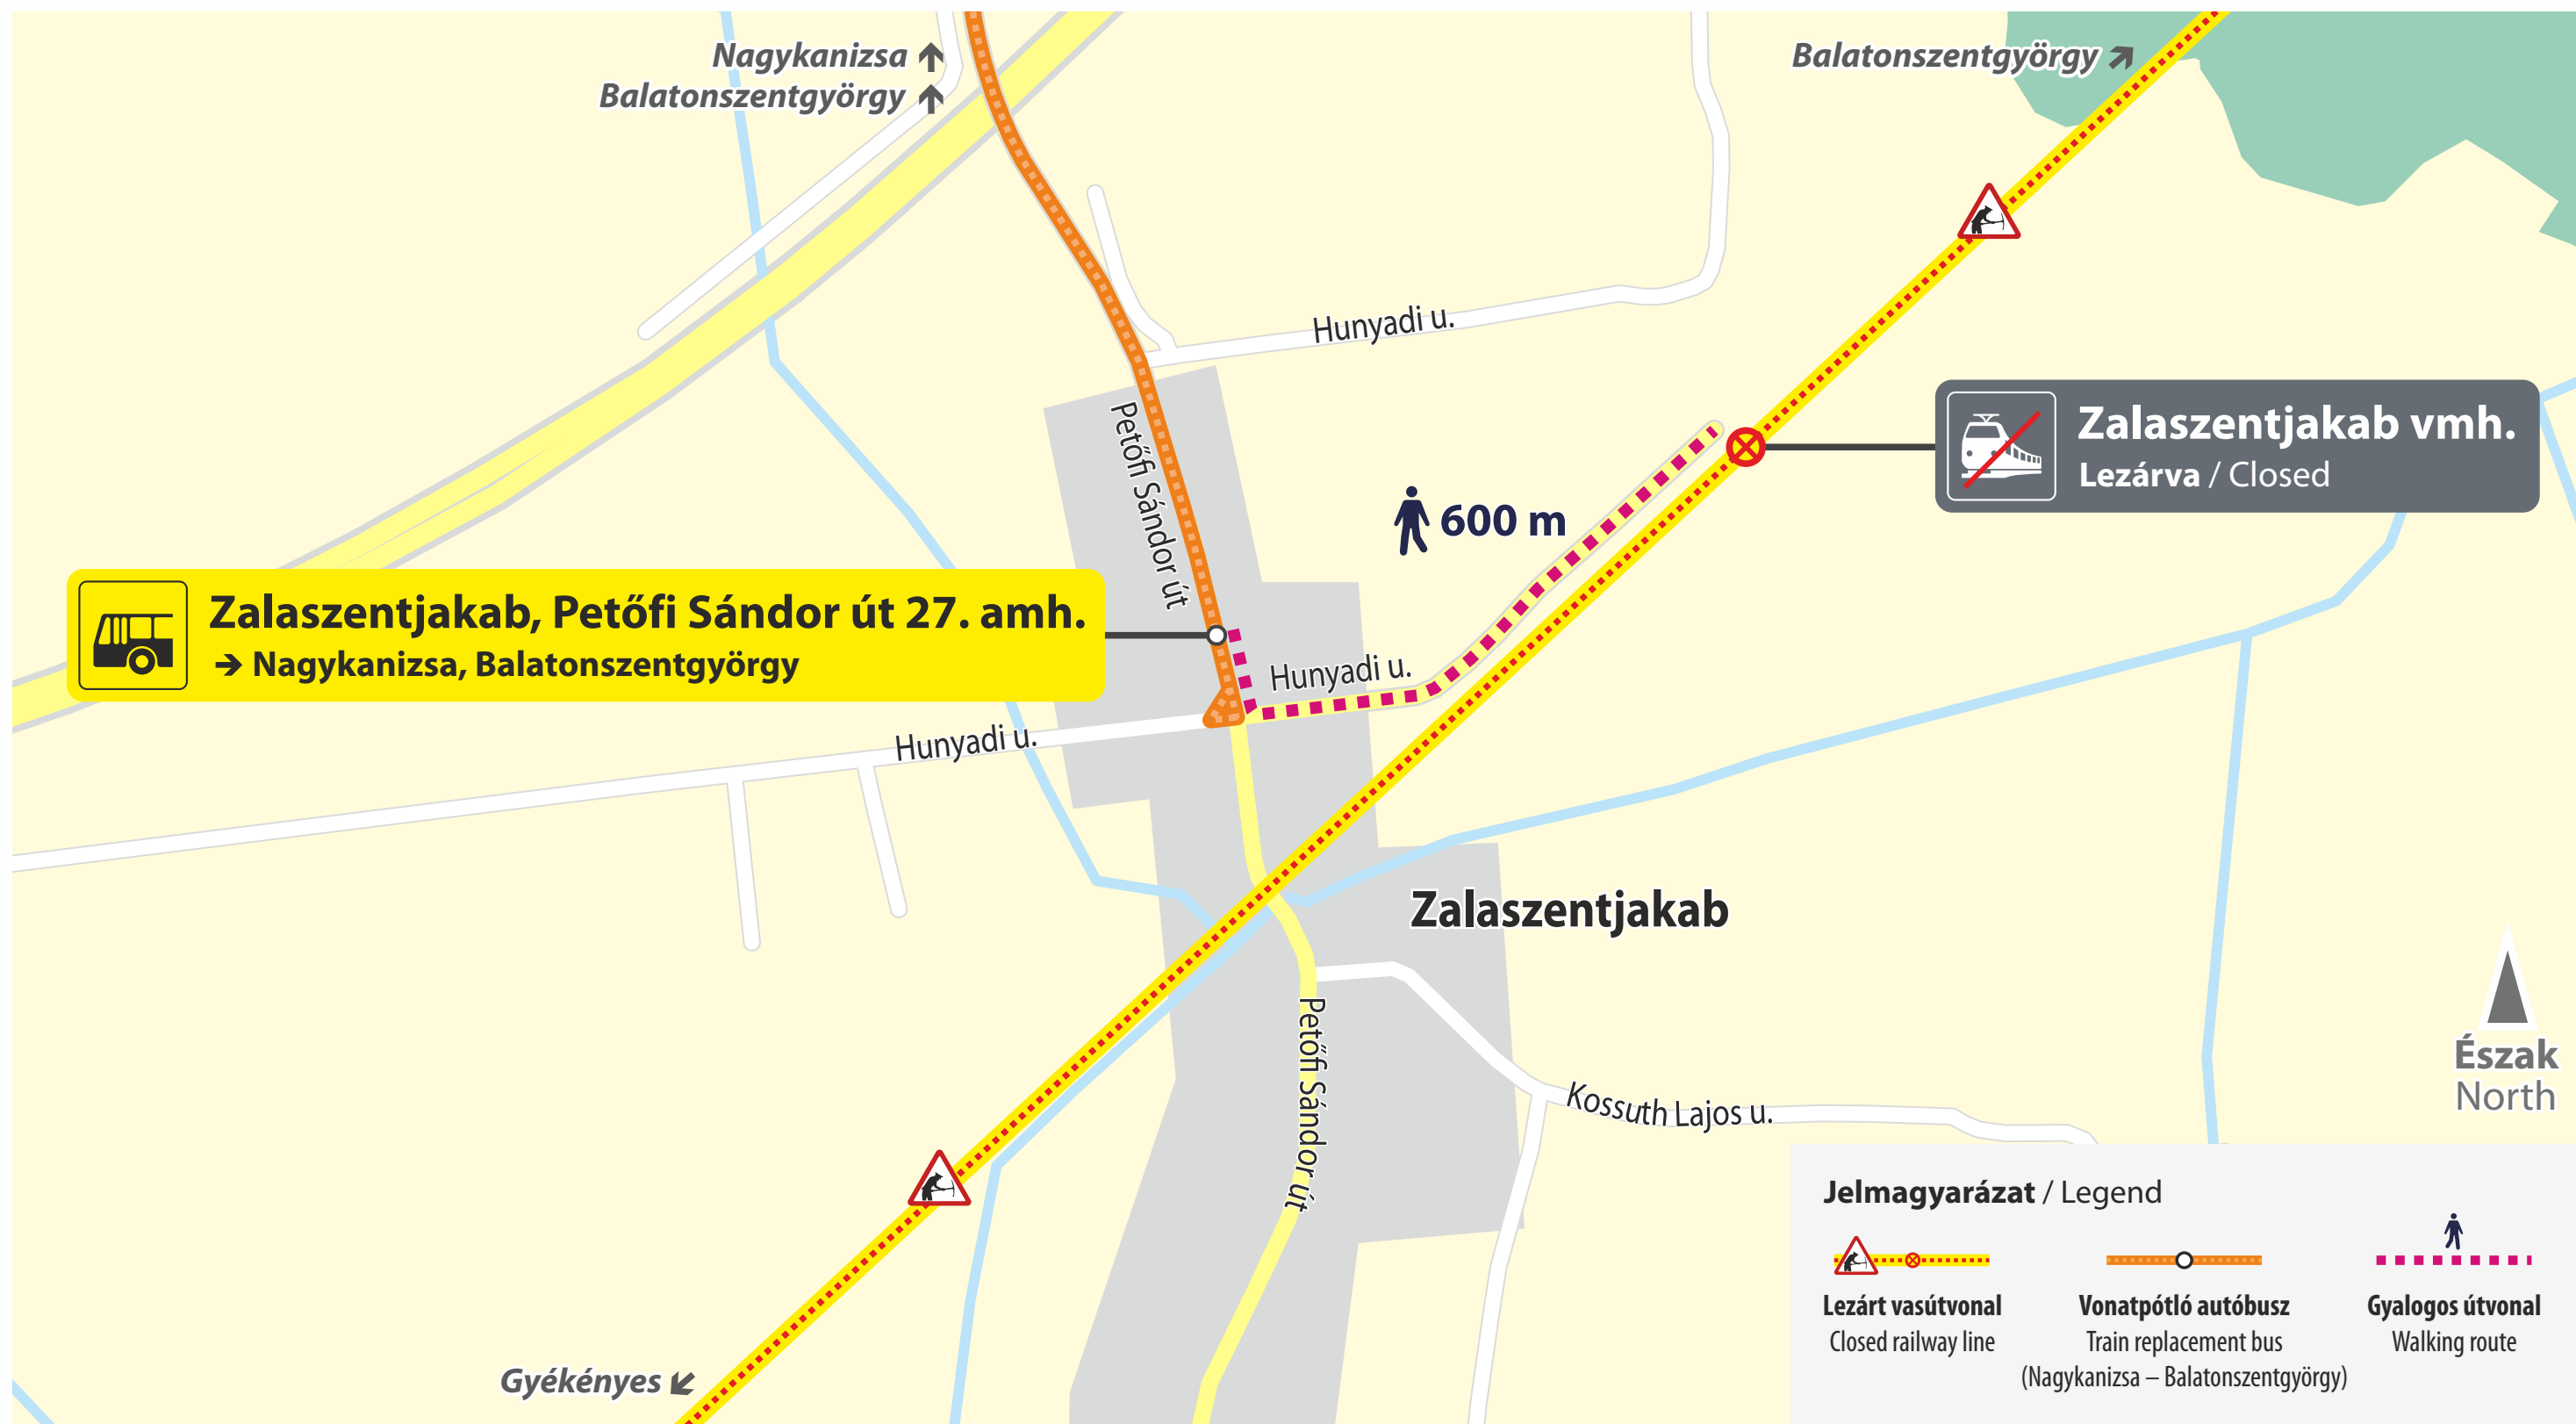 Nagykanizsa ↑
Balatonszentgyörgy ↑
Balatonszentgyörgy ↗
Hunyadi u.
Petőfi Sándor út
Zalaszentjakab vmh.
Lezárva / Closed
600 m
Zalaszentjakab, Petőfi Sándor út 27. amh.
→ Nagykanizsa, Balatonszentgyörgy
Hunyadi u.
Hunyadi u.
Zalaszentjakab
Petőfi Sándor út
Kossuth Lajos u.
Észak
North
Gyékényes ↙
Jelmagyarázat / Legend
Lezárt vasútvonal
Closed railway line
Vonatpótló autóbusz
Train replacement bus
(Nagykanizsa – Balatonszentgyörgy)
Gyalogos útvonal
Walking route